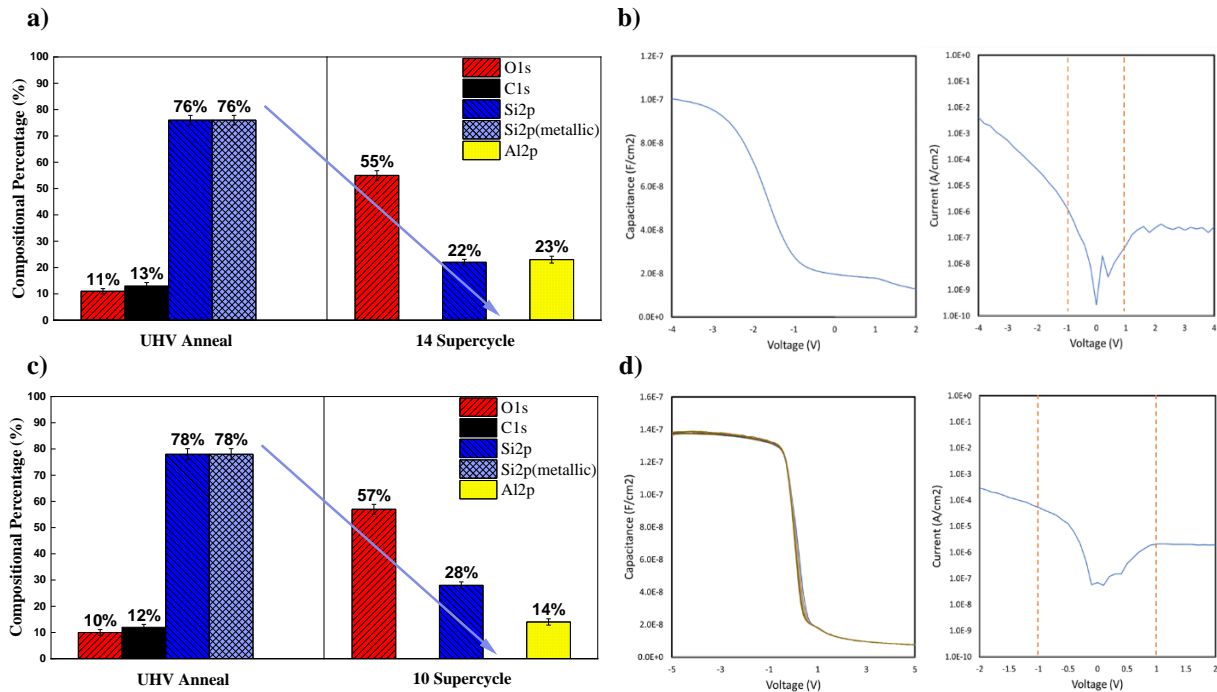 a)
Compositional Percentage (%)
100
90
80
70
60
50
40
30
20
10
0
11%
13%
76%
76%
55%
22%
23%
O1s
C1s
Si2p
Si2p(metallic)
Al2p
UHV Anneal
14 Supercycle
b)
Capacitance (F/cm2)
1.2E-7
1.0E-7
8.0E-8
6.0E-8
4.0E-8
2.0E-8
0.0E+0
-4
-3
-2
-1
0
1
2
Voltage (V)
Current (A/cm2)
1.0E+0
1.0E-1
1.0E-2
1.0E-3
1.0E-4
1.0E-5
1.0E-6
1.0E-7
1.0E-8
1.0E-9
1.0E-10
-4
-3
-2
-1
0
1
2
3
4
Voltage (V)
c)
Compositional Percentage (%)
100
90
80
70
60
50
40
30
20
10
0
10%
12%
78%
78%
57%
28%
14%
O1s
C1s
Si2p
Si2p(metallic)
Al2p
UHV Anneal
10 Supercycle
d)
Capacitance (F/cm2)
1.6E-7
1.4E-7
1.2E-7
1.0E-7
8.0E-8
6.0E-8
4.0E-8
2.0E-8
0.0E+0
-5
-3
-1
1
3
5
Voltage (V)
Current (A/cm2)
1.0E+0
1.0E-1
1.0E-2
1.0E-3
1.0E-4
1.0E-5
1.0E-6
1.0E-7
1.0E-8
1.0E-9
1.0E-10
-2
-1.5
-1
-0.5
0
0.5
1
1.5
2
Voltage (V)